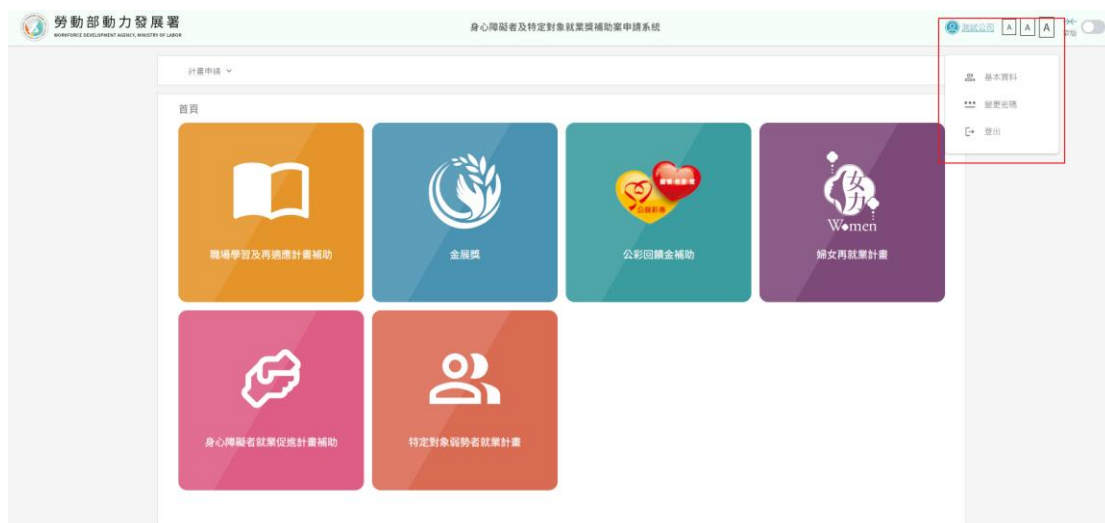 勞動部動力發展署
WORKFORCE DEVELOPMENT AGENCY, MINISTRY OF LABOR
身心障礙者及特定對象就業獎補助案申請系統
測試公司 A A A
計畫申請
基本資料
變更密碼
登出
首頁
職場學習及再適應計畫補助
金展獎
公彩回饋金補助
女力
Women
婦女再就業計畫
身心障礙者就業促進計畫補助
特定對象弱勢者就業計畫